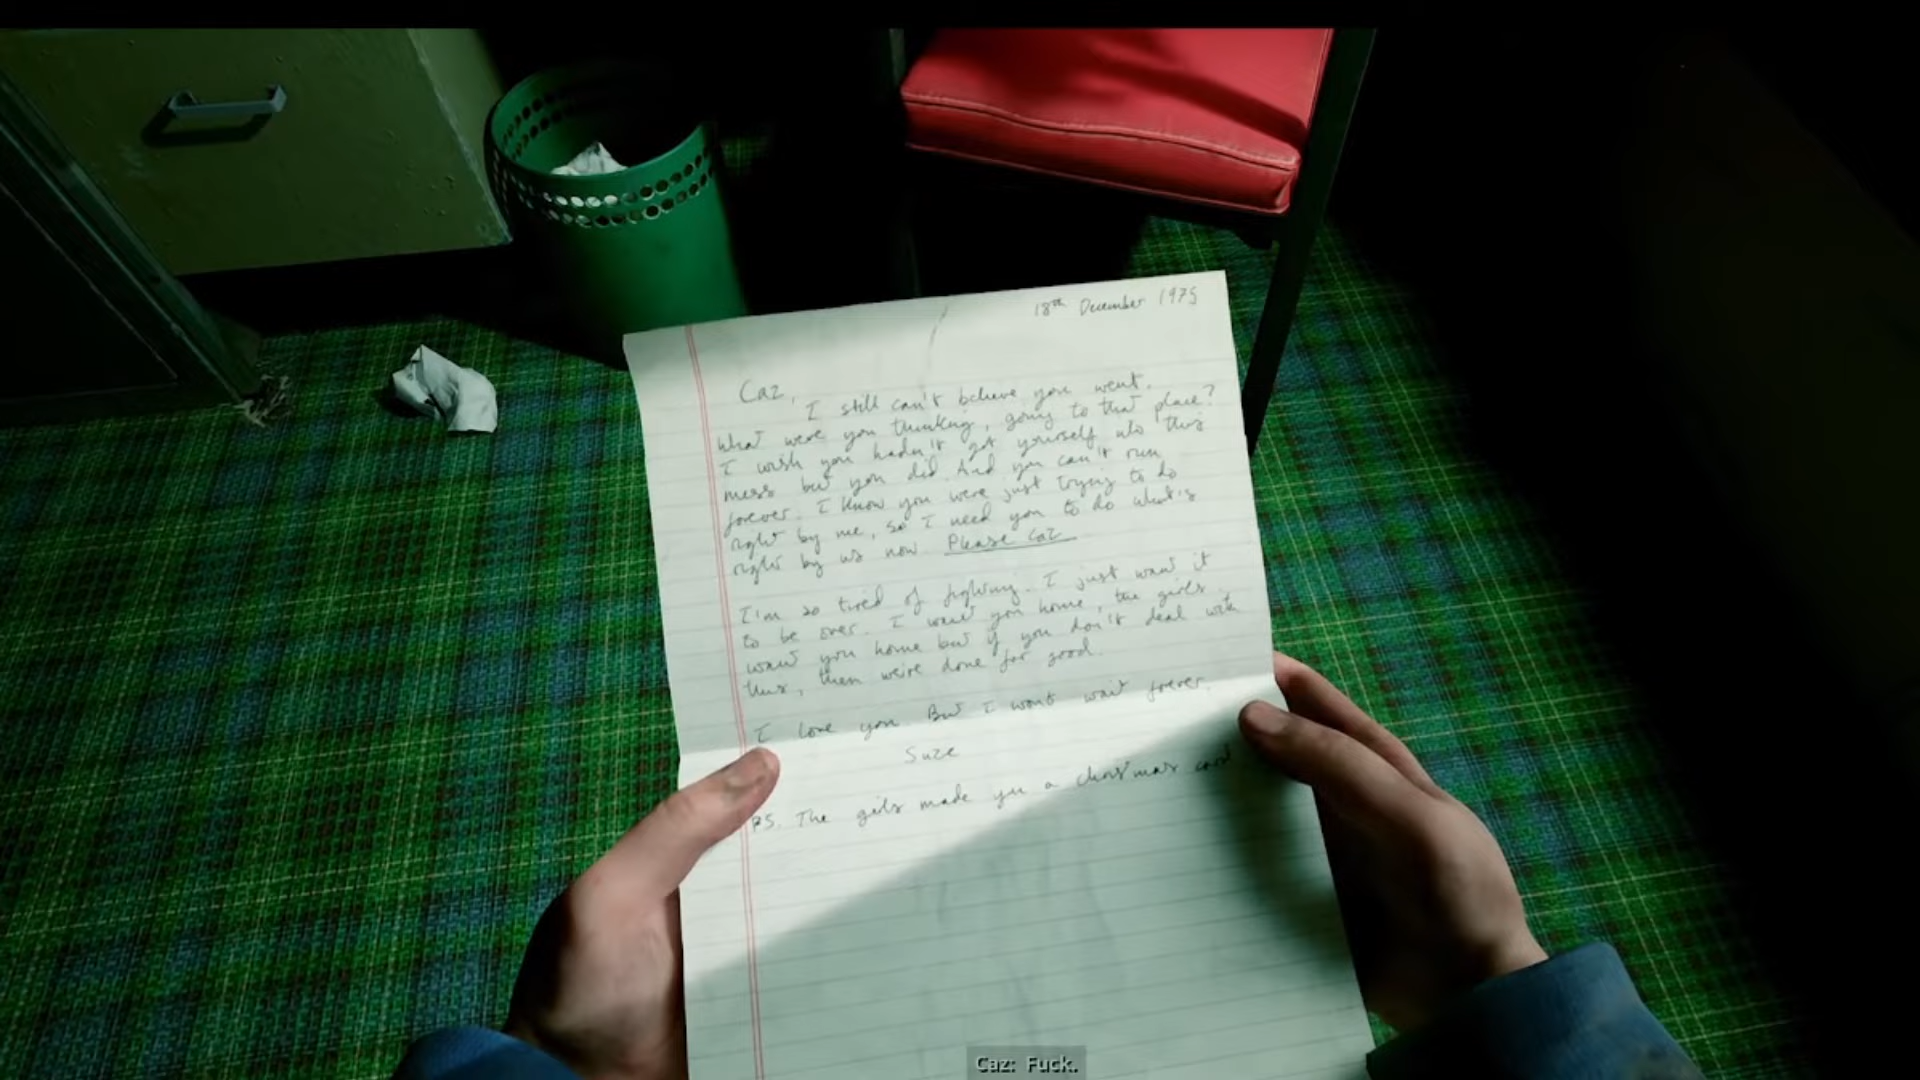 18th December 1975
Caz,
I still can't believe you went.
What were you thinking, going to that place?
I wish you hadn't got yourself into this
mess but you did. And you can't run
forever. I know you were just trying to do
right by me, so I need you to do what's
right by us now. Please Caz
I'm so tired of fighting. I just want it
to be over. I want you home, the girls
want you home but if you don't deal with
this, then we're done for good.
I love you But I wont wait forever.
Suze
PS. The girls made you a christmas card
Caz: Fuck.